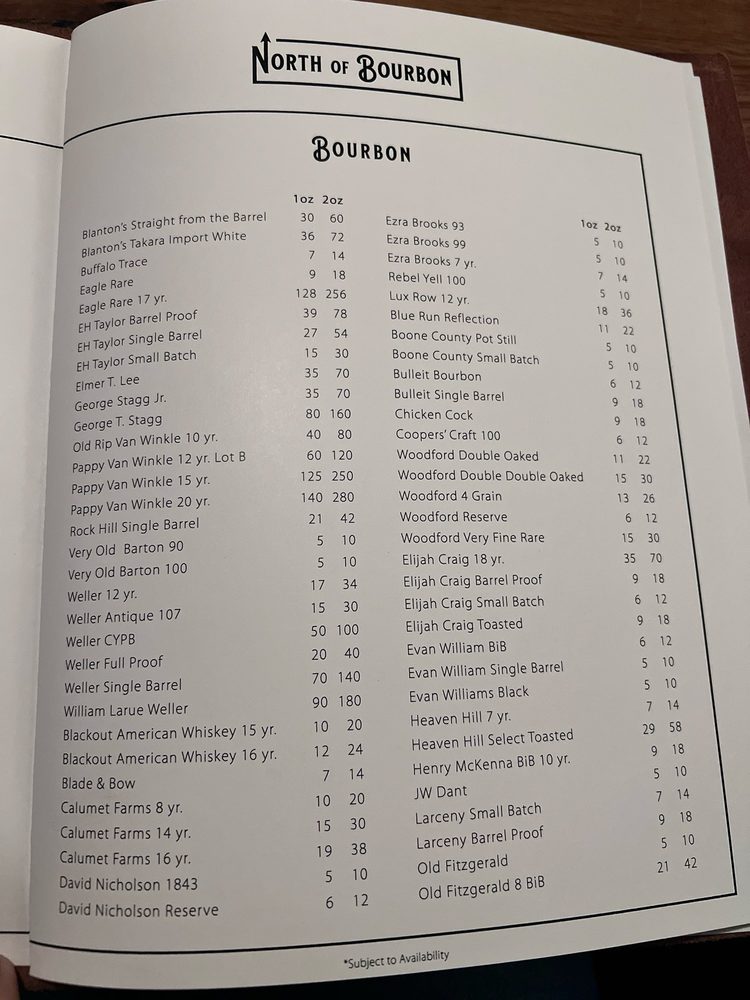 NORTH OF BOURBON
BOURBON
1oz 2oz
Blanton's Straight from the Barrel 30 60
Blanton's Takara Import White 36 72
Buffalo Trace 7 14
Eagle Rare 9 18
Eagle Rare 17 yr. 128 256
EH Taylor Barrel Proof 39 78
EH Taylor Single Barrel 27 54
EH Taylor Small Batch 15 30
Elmer T. Lee 35 70
George Stagg Jr. 35 70
George T. Stagg 80 160
Old Rip Van Winkle 10 yr. 40 80
Pappy Van Winkle 12 yr. Lot B 60 120
Pappy Van Winkle 15 yr. 125 250
Pappy Van Winkle 20 yr. 140 280
Rock Hill Single Barrel 21 42
Very Old Barton 90 5 10
Very Old Barton 100 5 10
Weller 12 yr. 17 34
Weller Antique 107 15 30
Weller CYPB 50 100
Weller Full Proof 20 40
Weller Single Barrel 70 140
William Larue Weller 90 180
Blackout American Whiskey 15 yr. 10 20
Blackout American Whiskey 16 yr. 12 24
Blade & Bow 7 14
Calumet Farms 8 yr. 10 20
Calumet Farms 14 yr. 15 30
Calumet Farms 16 yr. 19 38
David Nicholson 1843 5 10
David Nicholson Reserve 6 12
1oz 2oz
Ezra Brooks 93 5 10
Ezra Brooks 99 5 10
Ezra Brooks 7 yr. 7 14
Rebel Yell 100 5 10
Lux Row 12 yr. 18 36
Blue Run Reflection 11 22
Boone County Pot Still 5 10
Boone County Small Batch 5 10
Bulleit Bourbon 6 12
Bulleit Single Barrel 9 18
Chicken Cock 9 18
Coopers' Craft 100 6 12
Woodford Double Oaked 11 22
Woodford Double Double Oaked 15 30
Woodford 4 Grain 13 26
Woodford Reserve 6 12
Woodford Very Fine Rare 15 30
Elijah Craig 18 yr. 35 70
Elijah Craig Barrel Proof 9 18
Elijah Craig Small Batch 6 12
Elijah Craig Toasted 9 18
Evan William BiB 6 12
Evan William Single Barrel 5 10
Evan Williams Black 5 10
Heaven Hill 7 yr. 7 14
Heaven Hill Select Toasted 29 58
Henry McKenna BiB 10 yr. 9 18
JW Dant 5 10
Larceny Small Batch 7 14
Larceny Barrel Proof 9 18
Old Fitzgerald 5 10
Old Fitzgerald 8 BiB 21 42
*Subject to Availability